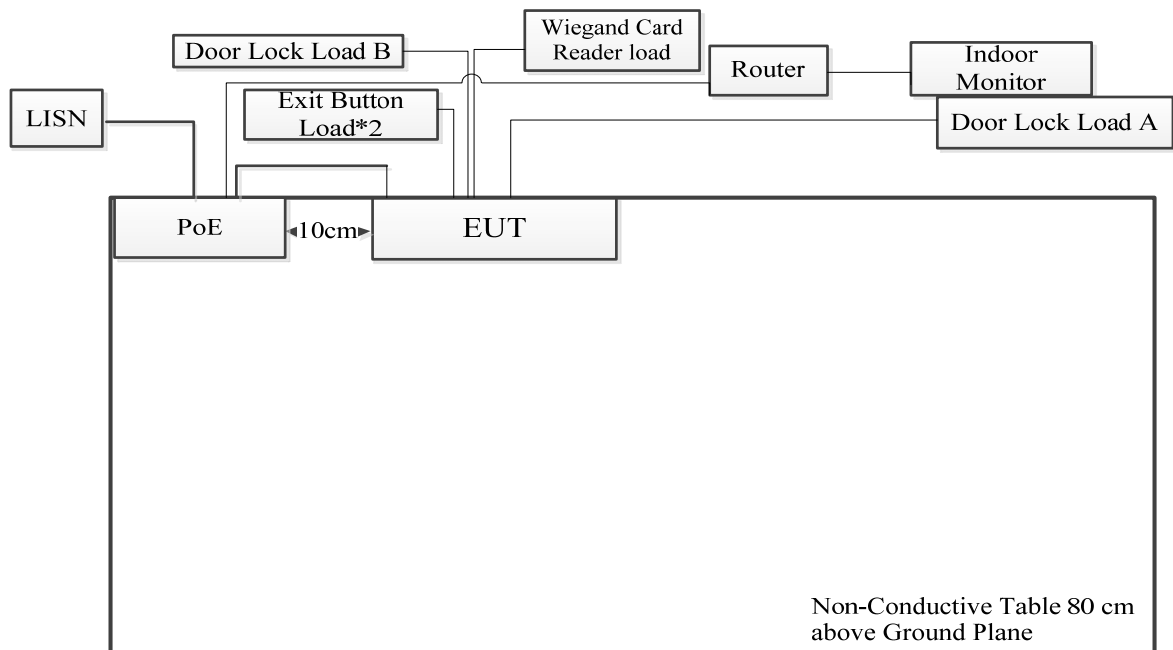 Door Lock Load B
Wiegand Card
Reader load
Router
Indoor
Monitor
LISN
Exit Button
Load*2
Door Lock Load A
PoE
10cm
EUT
Non-Conductive Table 80 cm
above Ground Plane